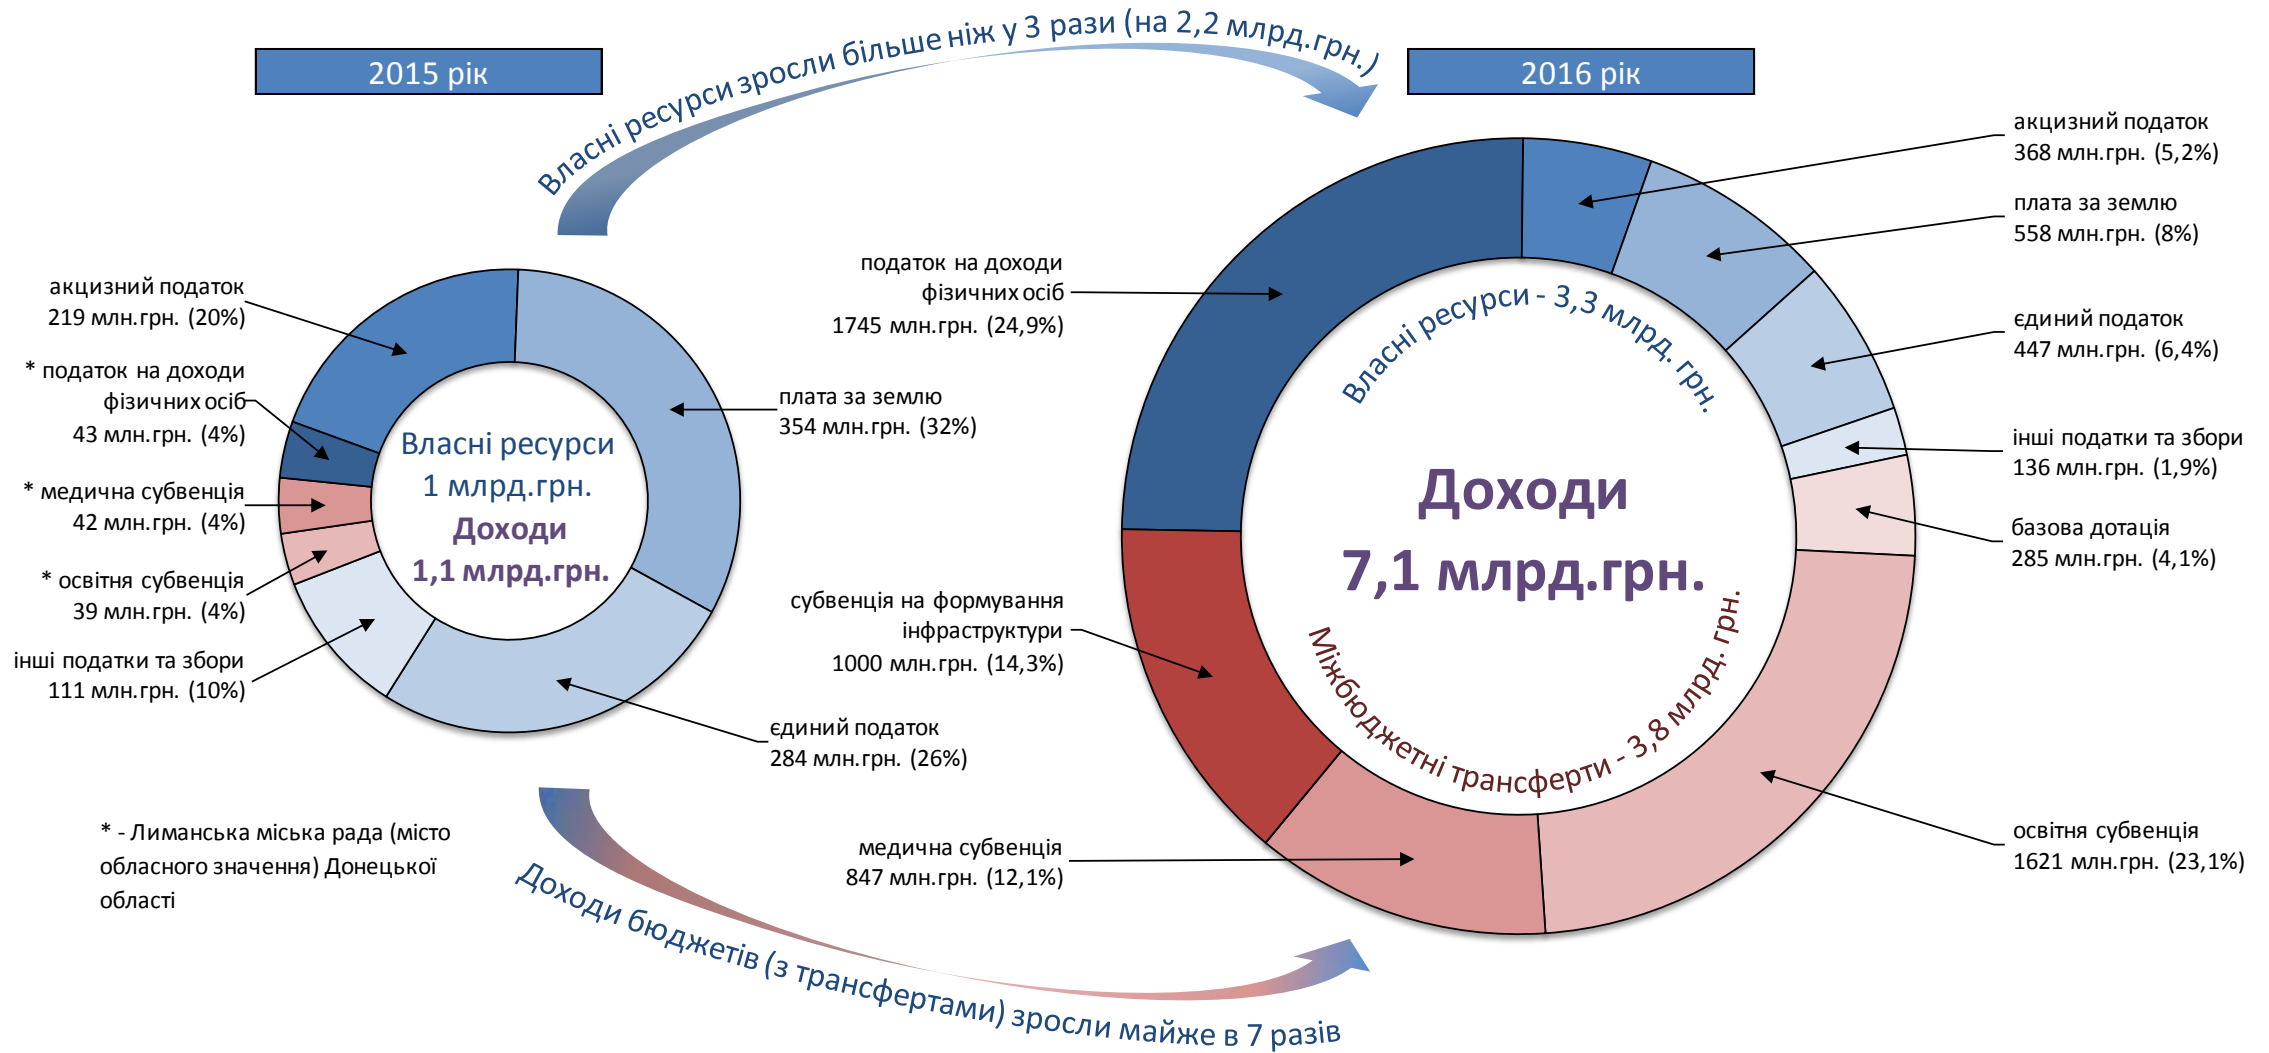 Власні ресурси зросли більше ніж у 3 рази (на 2,2 млрд.грн.)
2015 рік
2016 рік
акцизний податок
219 млн.грн. (20%)
* податок на доходи
фізичних осіб
43 млн.грн. (4%)
* медична субвенція
42 млн.грн. (4%)
* освітня субвенція
39 млн.грн. (4%)
інші податки та збори
111 млн.грн. (10%)
Власні ресурси
1 млрд.грн.
Доходи
1,1 млрд.грн.
плата за землю
354 млн.грн. (32%)
єдиний податок
284 млн.грн. (26%)
* - Лиманська міська рада (місто
обласного значення) Донецької
області
податок на доходи
фізичних осіб
1745 млн.грн. (24,9%)
субвенція на формування
інфраструктури
1000 млн.грн. (14,3%)
медична субвенція
847 млн.грн. (12,1%)
Власні ресурси - 3,3 млрд. грн.
Доходи
7,1 млрд.грн.
Міжбюджетні трансферти - 3,8 млрд. грн.
акцизний податок
368 млн.грн. (5,2%)
плата за землю
558 млн.грн. (8%)
єдиний податок
447 млн.грн. (6,4%)
інші податки та збори
136 млн.грн. (1,9%)
базова дотація
285 млн.грн. (4,1%)
освітня субвенція
1621 млн.грн. (23,1%)
Доходи бюджетів (з трансфертами) зросли майже в 7 разів